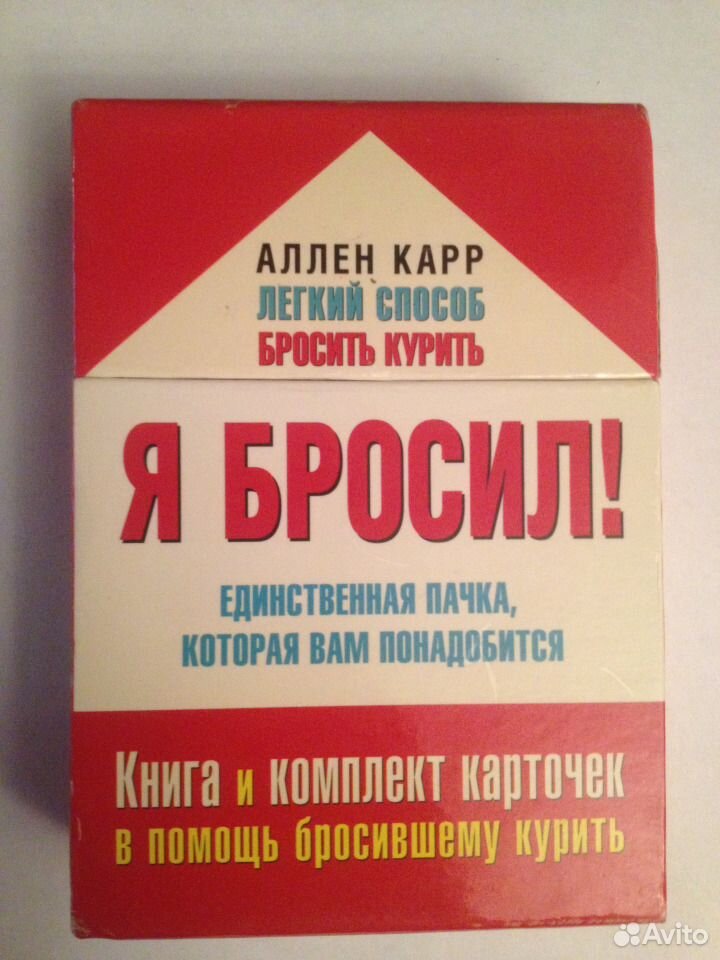 АЛЛЕН КАРР
ЛЕГКИЙ СПОСОБ
БРОСИТЬ КУРИТЬ
Я БРОСИЛ!
ЕДИНСТВЕННАЯ ПАЧКА,
КОТОРАЯ ВАМ ПОНАДОБИТСЯ
Книга и комплект карточек
в помощь бросившему курить
Avito